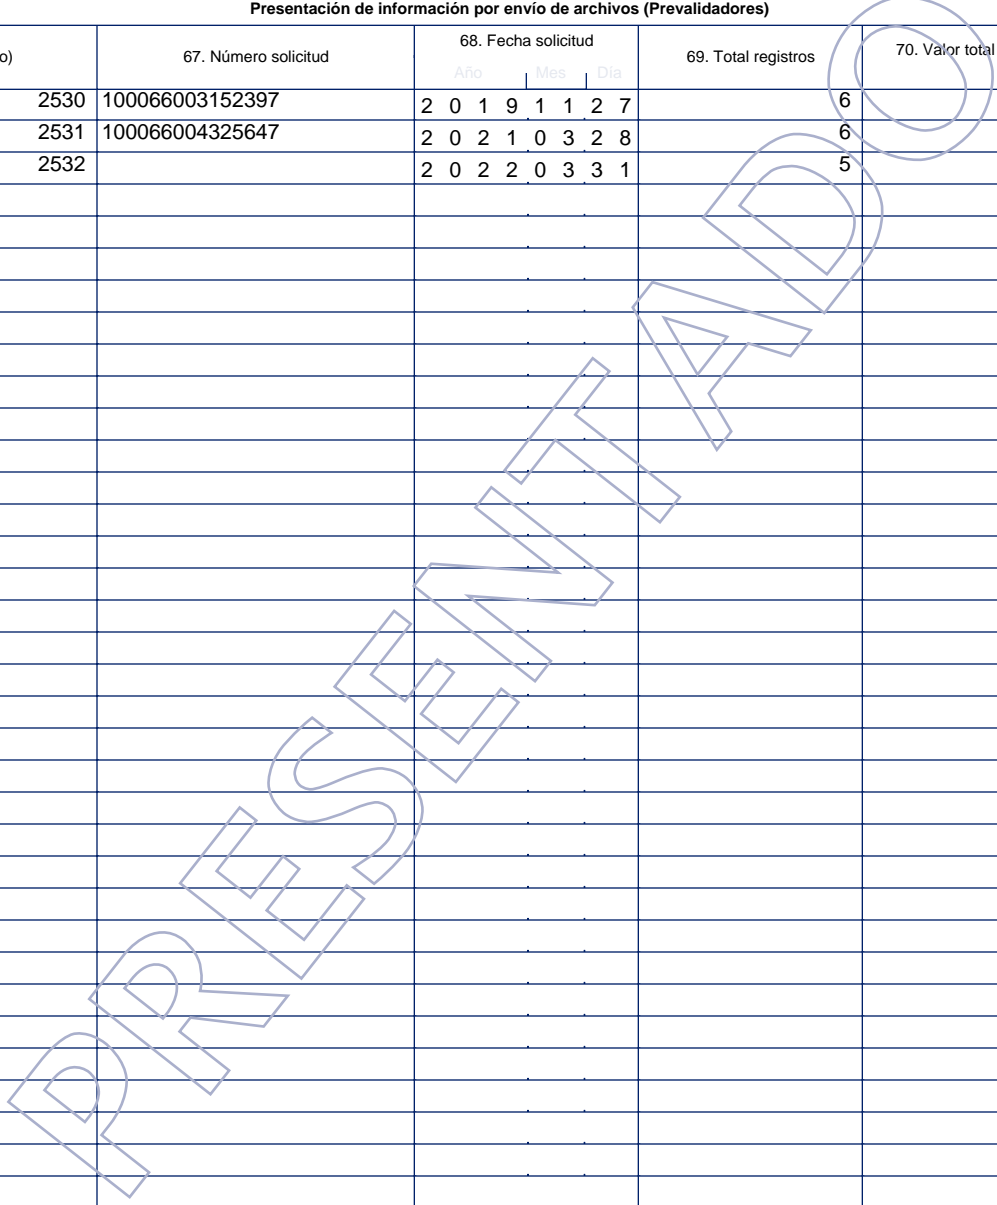 Presentación de información por envío de archivos (Prevalidadores)
o) 67. Número solicitud 68. Fecha solicitud 69. Total registros 70. Valor total
Año Mes Día
2530 100066003152397 2 0 1 9 1 1 2 7 6
2531 100066004325647 2 0 2 1 0 3 2 8 6
2532 2 0 2 2 0 3 3 1 5
PRESENTADO